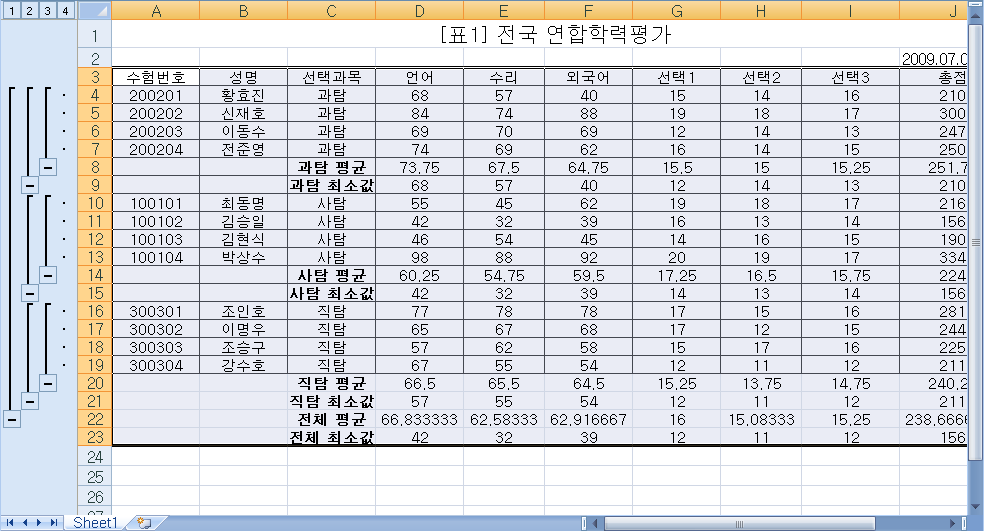 1 2 3 4 A B C D E F G H I J
1 [표1] 전국 연합학력평가
2 2009.07.0
3 수험번호 성명 선택과목 언어 수리 외국어 선택1 선택2 선택3 총점
4 200201 황효진 과탐 68 57 40 15 14 16 210
5 200202 신재호 과탐 84 74 88 19 18 17 300
6 200203 이동수 과탐 69 70 69 12 14 13 247
7 200204 전준영 과탐 74 69 62 16 14 15 250
8 과탐 평균 73.75 67.5 64.75 15.5 15 15.25 251.7
9 과탐 최소값 68 57 40 12 14 13 210
10 100101 최동명 사탐 55 45 62 19 18 17 216
11 100102 김승일 사탐 42 32 39 16 13 14 156
12 100103 김현식 사탐 46 54 45 14 16 15 190
13 100104 박상수 사탐 98 88 92 20 19 17 334
14 사탐 평균 60.25 54.75 59.5 17.25 16.5 15.75 224
15 사탐 최소값 42 32 39 14 13 14 156
16 300301 조인호 직탐 77 78 78 17 15 16 281
17 300302 이명우 직탐 65 67 68 17 12 15 244
18 300303 조승구 직탐 57 62 58 15 17 16 225
19 300304 강수호 직탐 67 55 54 12 11 12 211
20 직탐 평균 66.5 65.5 64.5 15.25 13.75 14.75 240.2
21 직탐 최소값 57 55 54 12 11 12 211
22 전체 평균 66.833333 62.58333 62.916667 16 15.08333 15.25 238.6666
23 전체 최소값 42 32 39 12 11 12 156
24
25
26
27
Sheet1